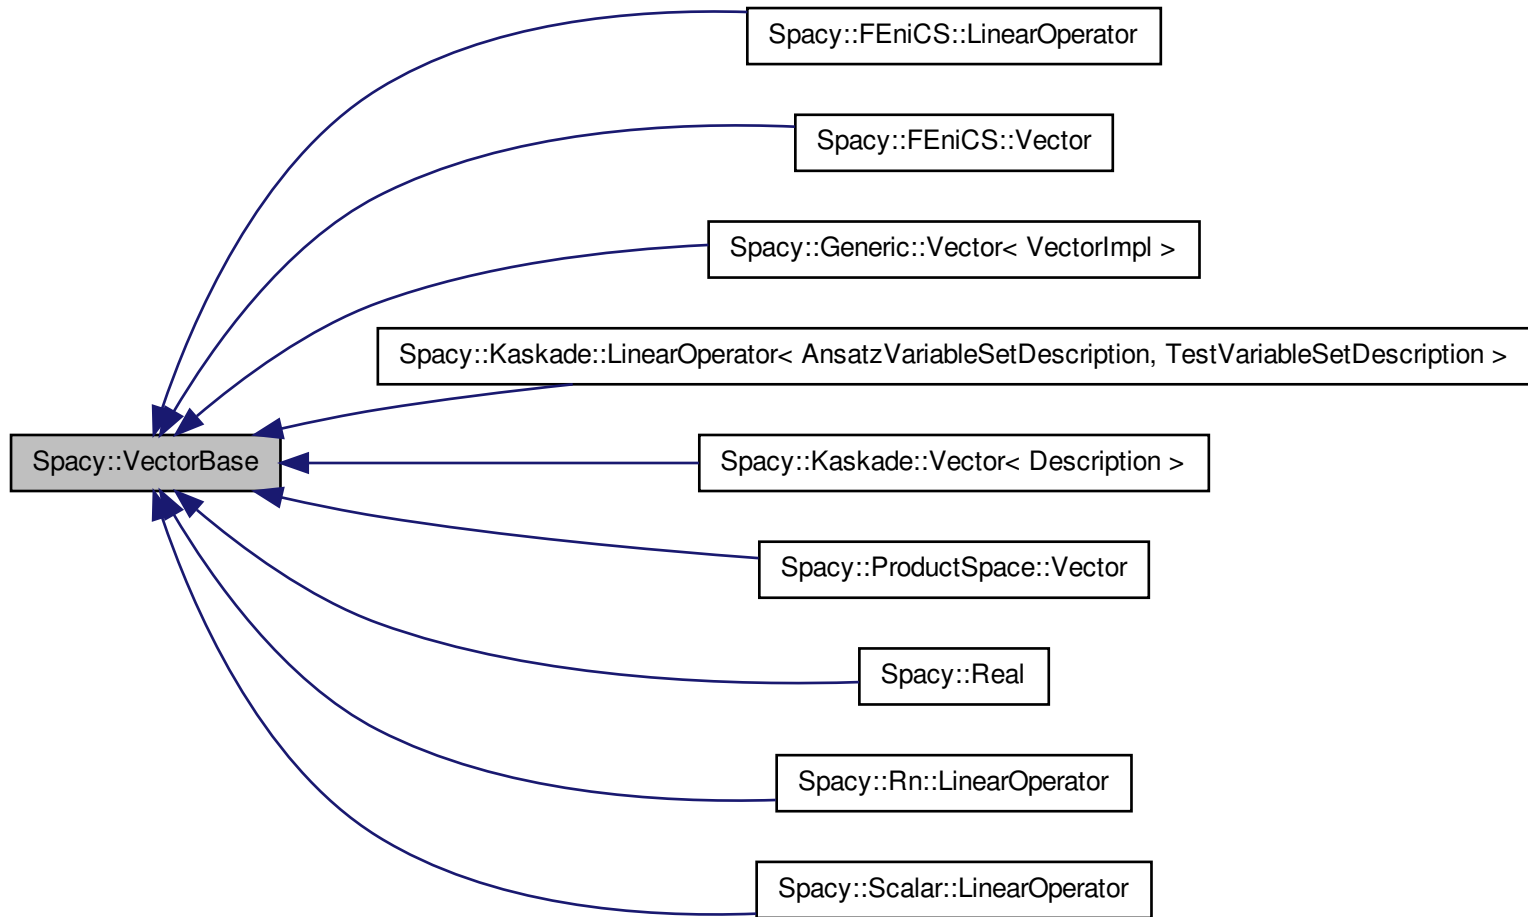 Spacy::FEniCS::LinearOperator
Spacy::FEniCS::Vector
Spacy::Generic::Vector< VectorImpl >
Spacy::Kaskade::LinearOperator< AnsatzVariableSetDescription, TestVariableSetDescription >
Spacy::VectorBase
Spacy::Kaskade::Vector< Description >
Spacy::ProductSpace::Vector
Spacy::Real
Spacy::Rn::LinearOperator
Spacy::Scalar::LinearOperator